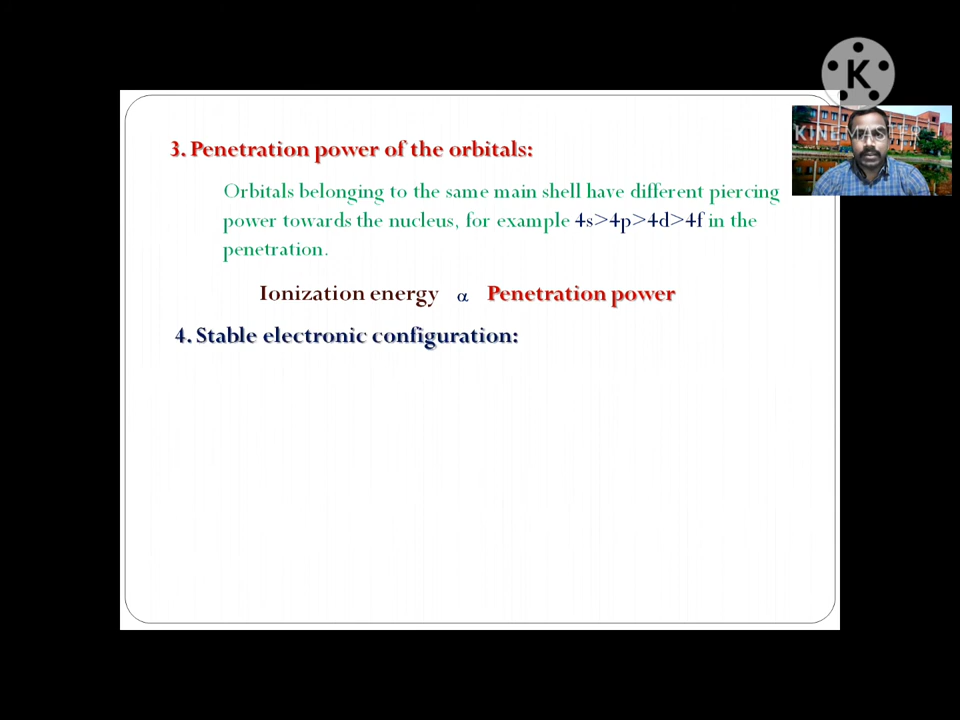 K
KINEMASTER
3. Penetration power of the orbitals:
Orbitals belonging to the same main shell have different piercing
power towards the nucleus, for example 4s>4p>4d>4f in the
penetration.
Ionization energy α Penetration power
4. Stable electronic configuration: